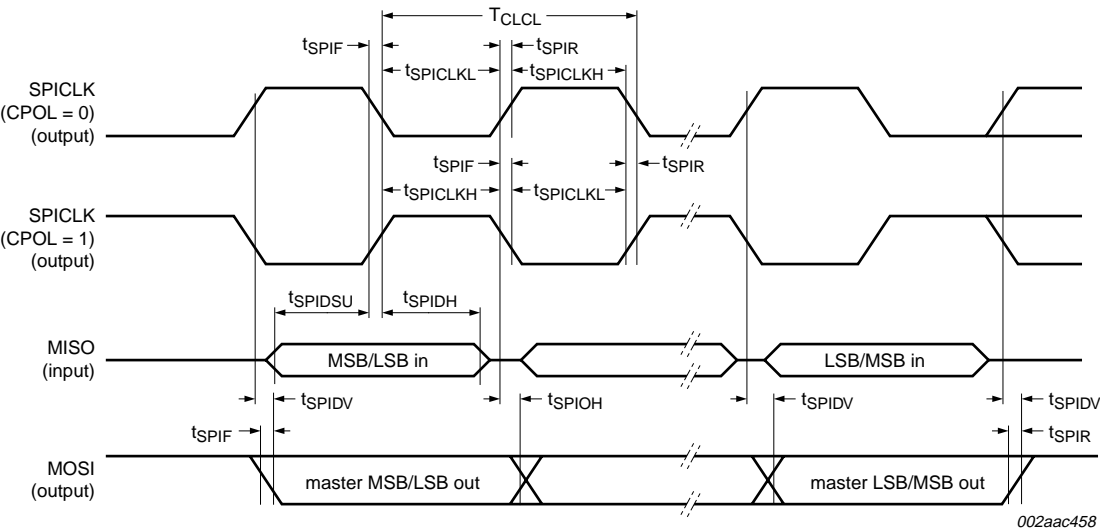 TCLCL
tSPIF
tSPIR
tSPICLKL
tSPICLKH
SPICLK
(CPOL = 0)
(output)
tSPIF
tSPIR
tSPICLKH
tSPICLKL
SPICLK
(CPOL = 1)
(output)
tSPIDSU
tSPIDH
MISO
(input)
MSB/LSB in
LSB/MSB in
tSPIDV
tSPIOH
tSPIDV
tSPIDV
tSPIF
tSPIR
MOSI
(output)
master MSB/LSB out
master LSB/MSB out
002aac458